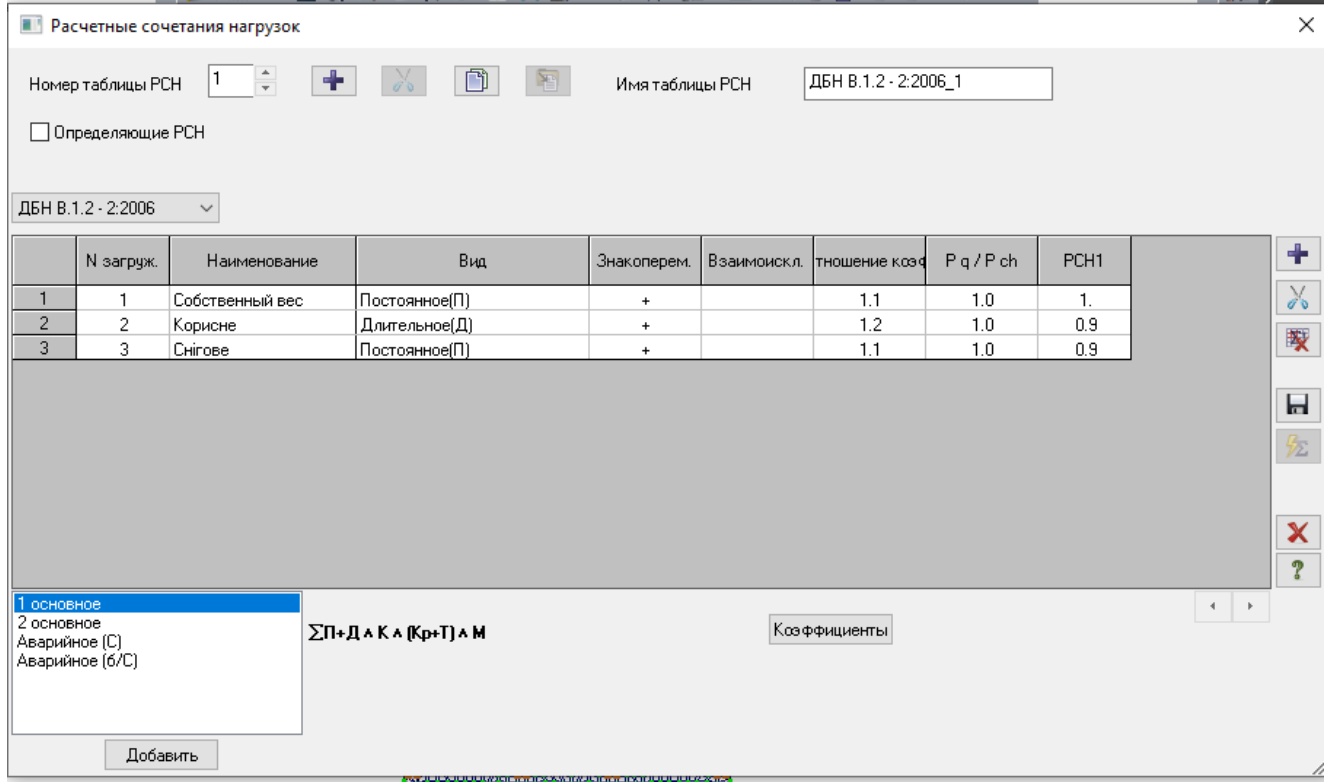 Расчетные сочетания нагрузок
Номер таблицы РСН 1 Имя таблицы РСН ДБН В.1.2 - 2:2006_1
Определяющие РСН
ДБН В.1.2 - 2:2006
N загруж. Наименование Вид Знакоперем. Взаимоискл. тношение коэф P q / P ch РСН1
1 1 Собственный вес Постоянное(П) + 1.1 1.0 1.
2 2 Корисне Длительное(Д) + 1.2 1.0 0.9
3 3 Снігове Постоянное(П) + 1.1 1.0 0.9
1 основное
2 основное
Аварийное (С)
Аварийное (б/С)
∑П+Д ∧ К ∧ (Кр+Т) ∧ М
Коэффициенты
Добавить